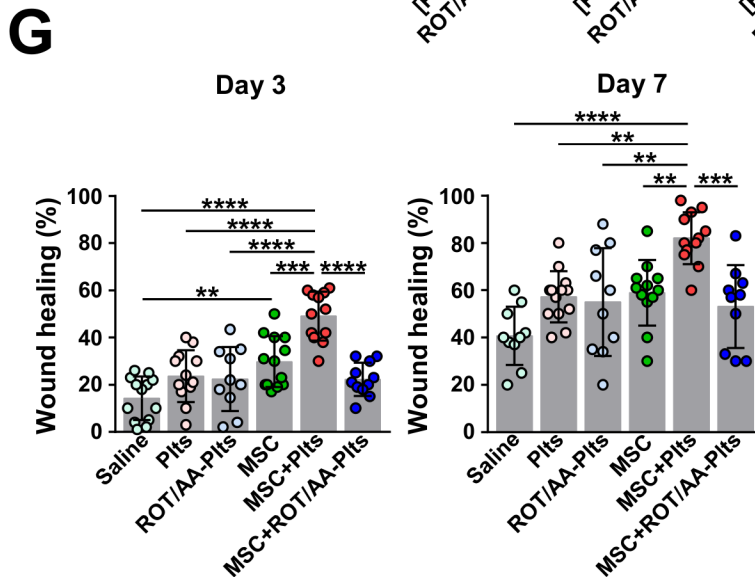 G
ROT/
ROT/
Day 3
Day 7
****
****
****
***
****
**
Wound healing (%)
100
80
60
40
20
0
Saline
Plts
ROT/AA-Plts
MSC
MSC+Plts
MSC+ROT/AA-Plts
****
**
**
**
***
Wound healing (%)
100
80
60
40
20
0
Saline
Plts
ROT/AA-Plts
MSC
MSC+Plts
MSC+ROT/AA-Plts